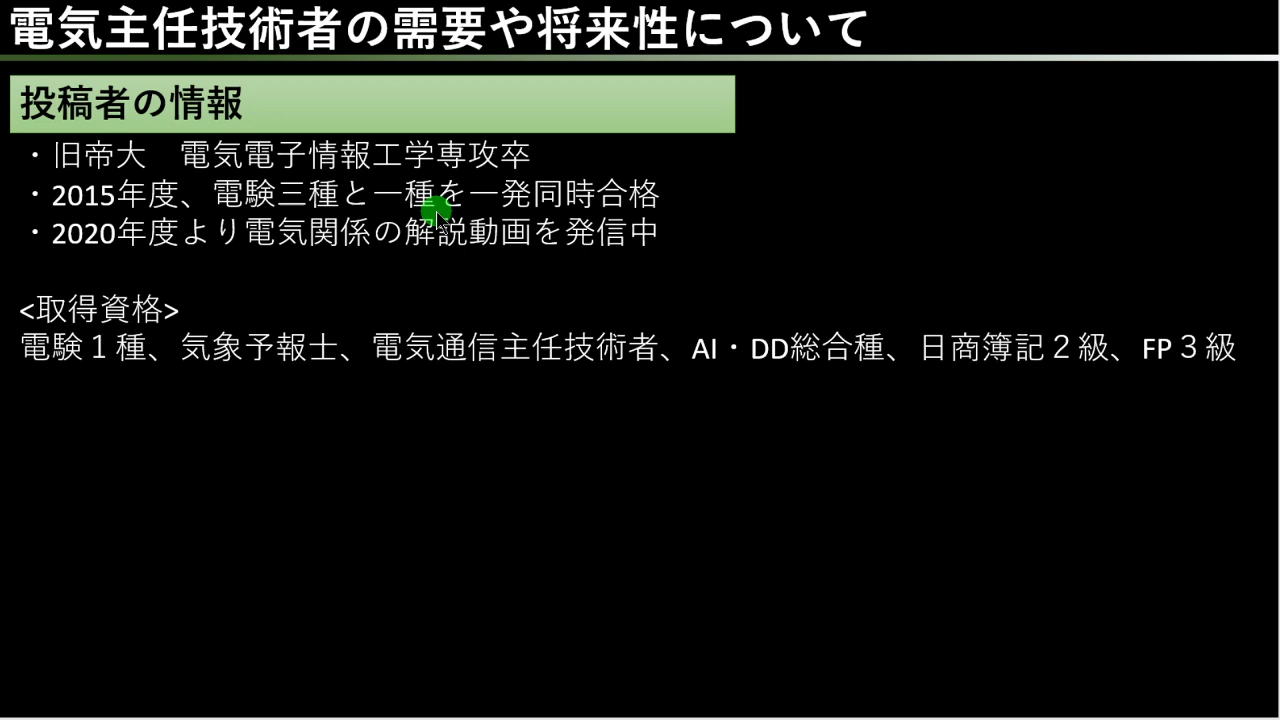 電気主任技術者の需要や将来性について
投稿者の情報
・旧帝大　電気電子情報工学専攻卒
・2015年度、電験三種と一種を一発同時合格
・2020年度より電気関係の解説動画を発信中
<取得資格>
電験１種、気象予報士、電気通信主任技術者、AI・DD総合種、日商簿記２級、FP３級